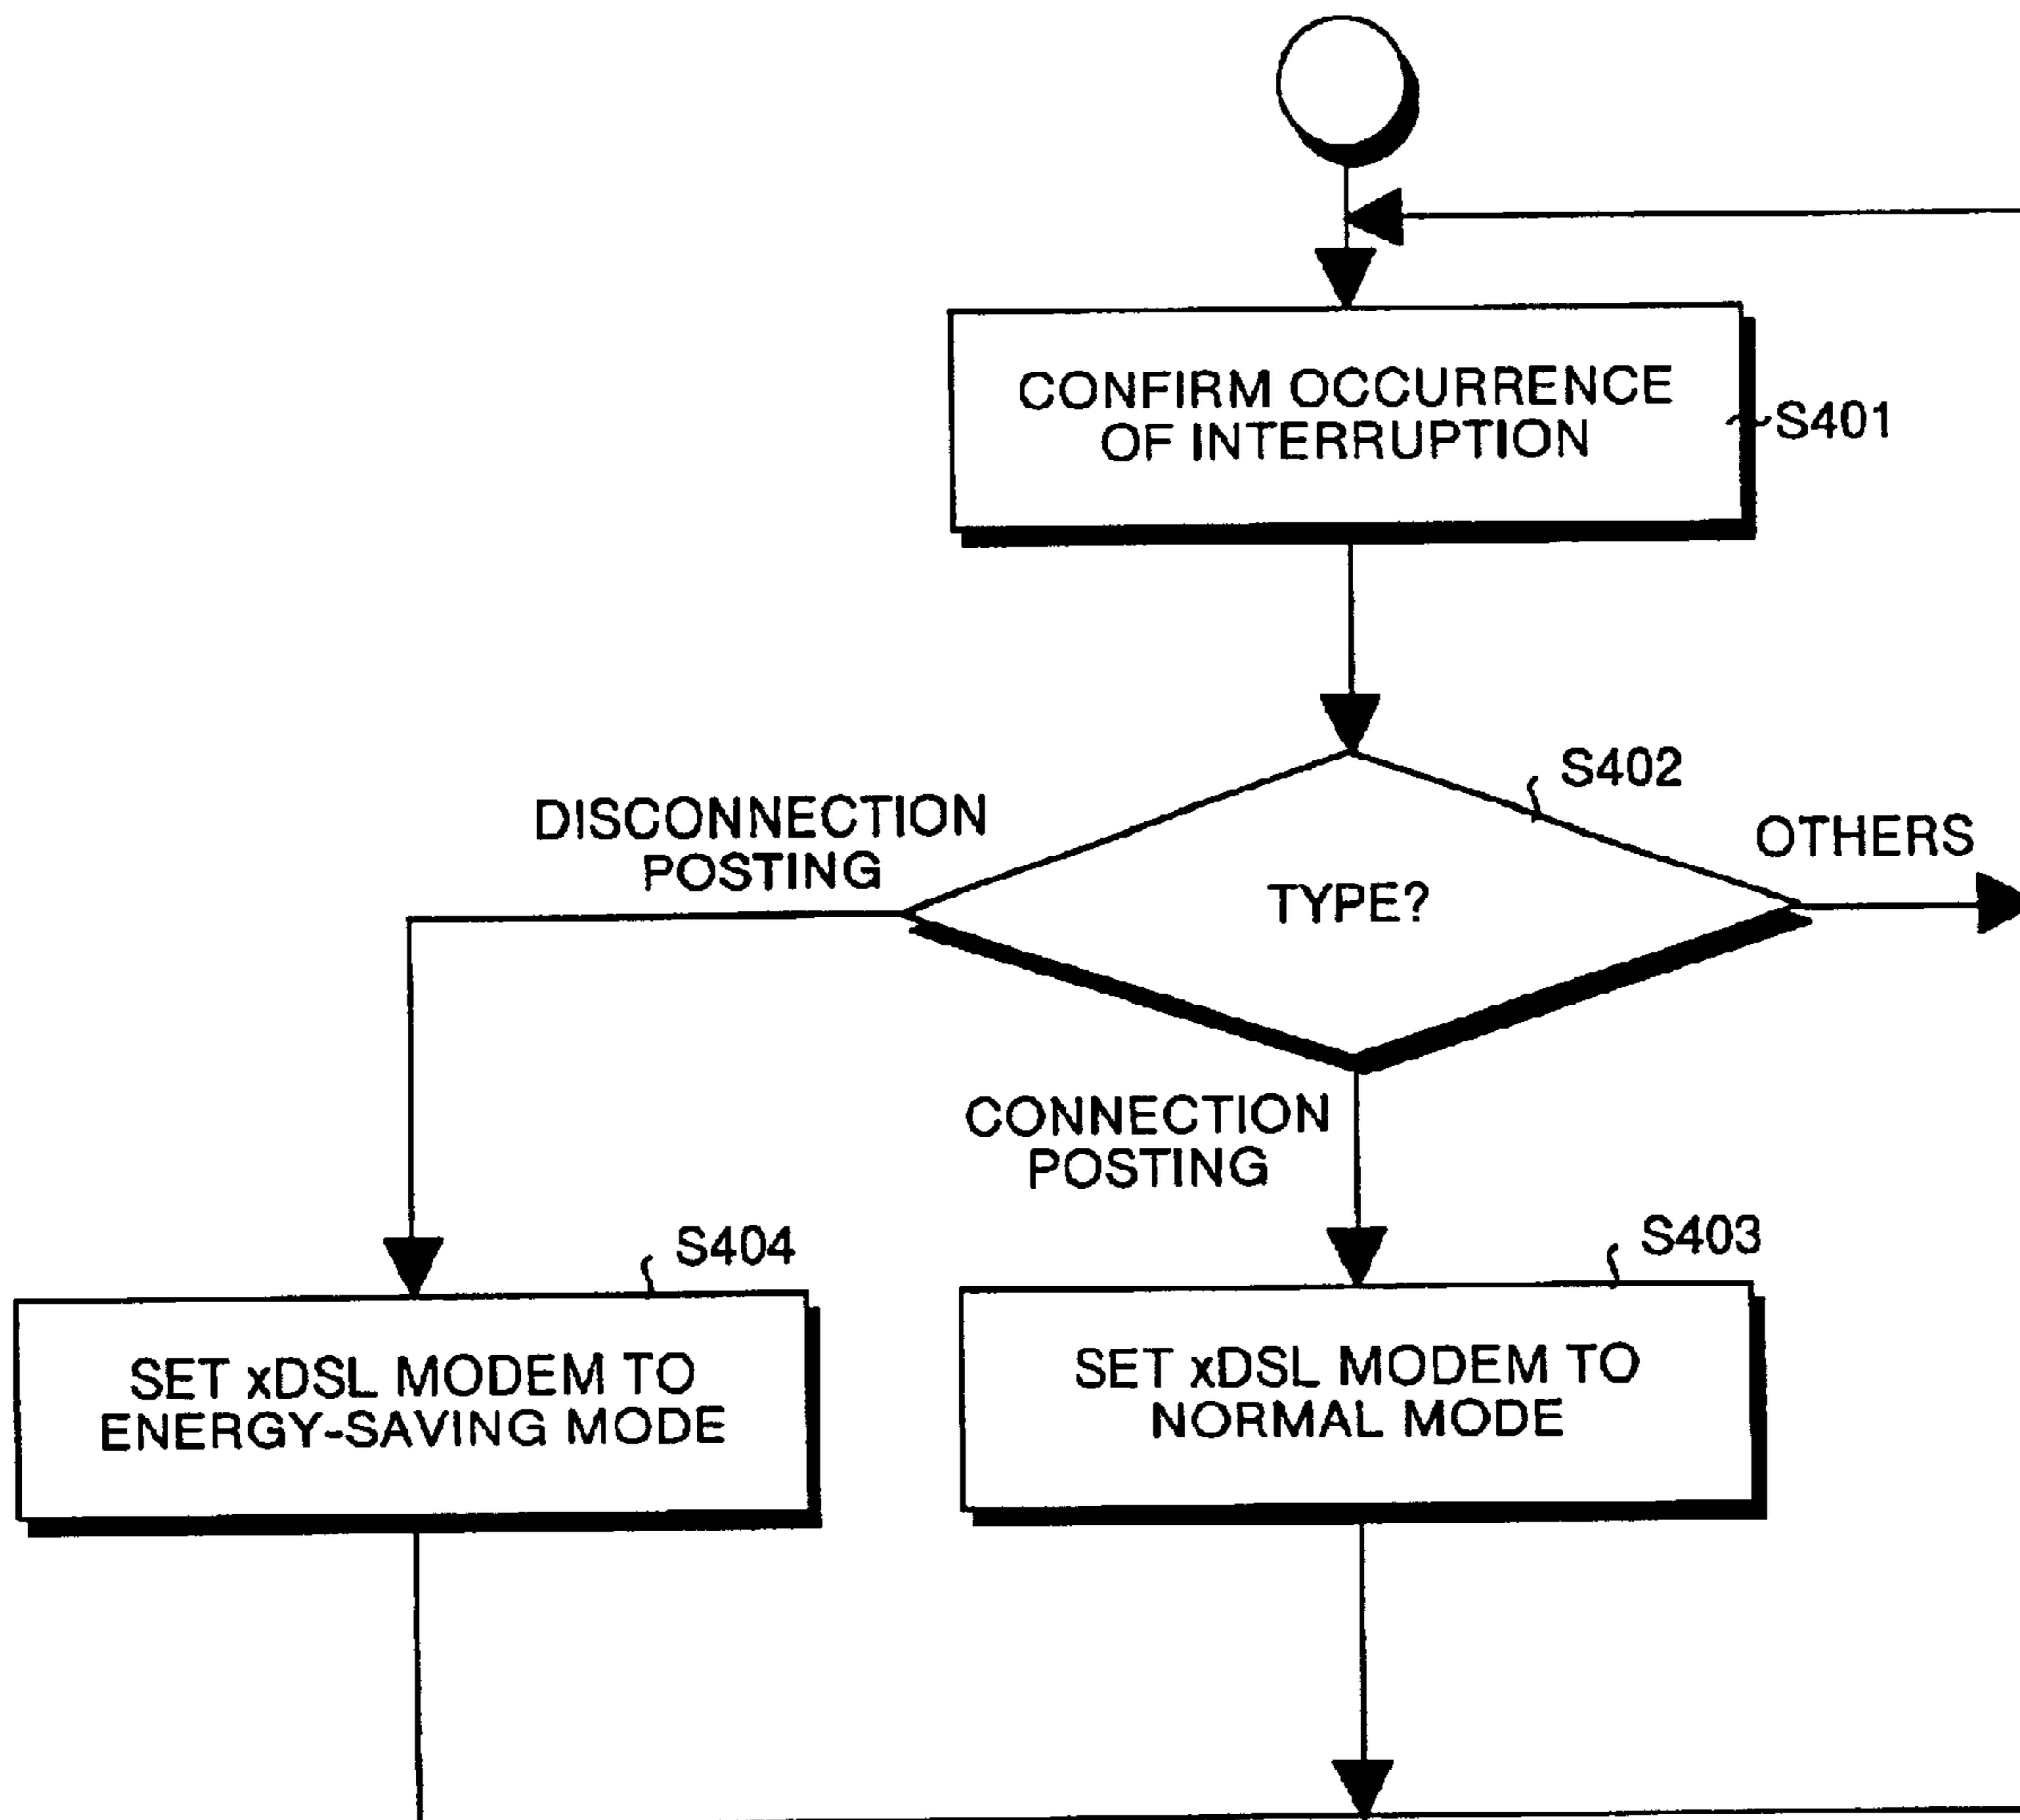 CONFIRM OCCURRENCE
OF INTERRUPTION
S401
S402
DISCONNECTION
POSTING
OTHERS
TYPE?
CONNECTION
POSTING
S404
S403
SET xDSL MODEM TO
ENERGY-SAVING MODE
SET xDSL MODEM TO
NORMAL MODE